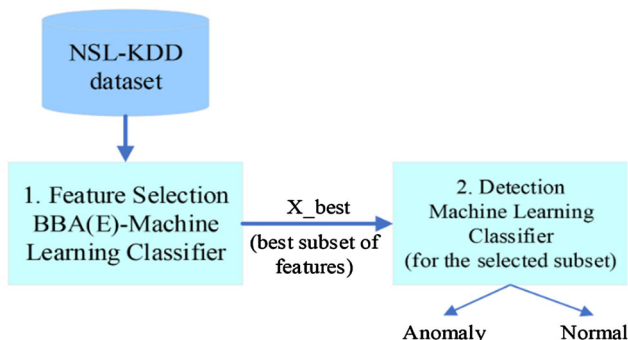 NSL-KDD
dataset
1. Feature Selection
BBA(E)-Machine
Learning Classifier
X_best
(best subset of
features)
2. Detection
Machine Learning
Classifier
(for the selected subset)
Anomaly
Normal